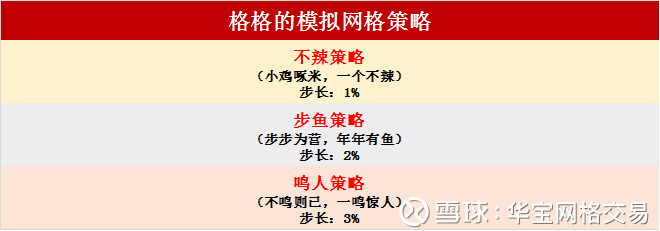 格格的模拟网格策略
不辣策略
（小鸡啄米，一个不辣）
步长：1%
步鱼策略
（步步为营，年年有鱼）
步长：2%
鸣人策略
（不鸣则已，一鸣惊人）
步长：3%
雪球：华宝网格交易